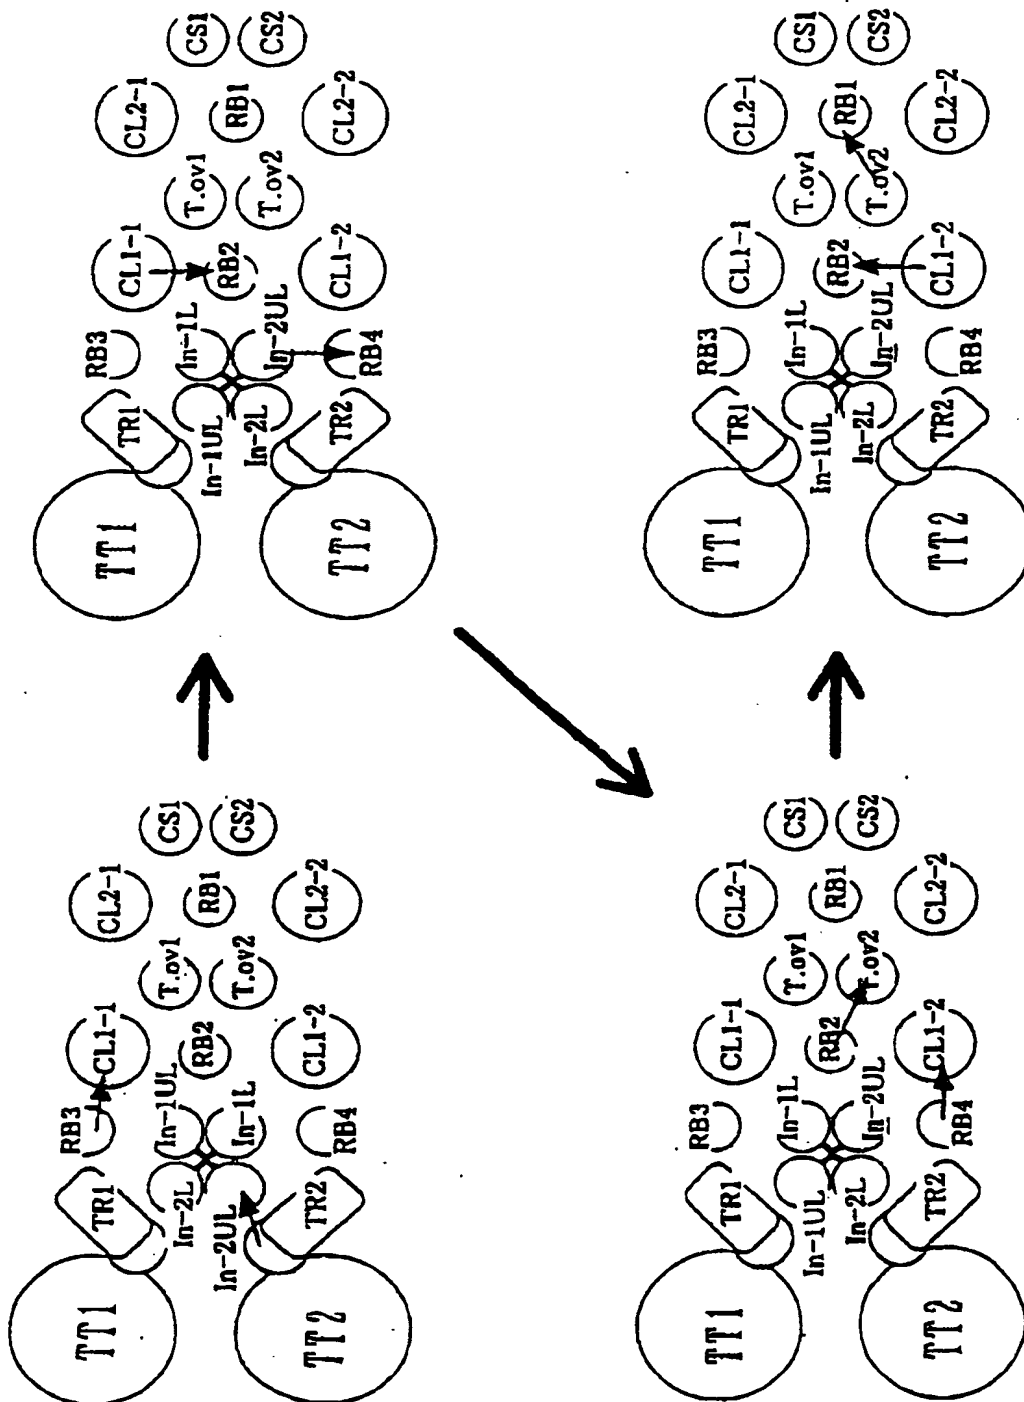 TT1
TR1
RB3
CL1-1
CL2-1
In-2L
In-1UL
T.ov1
CS1
RB2
RB1
In-2UL
In-1L
T.ov2
CS2
TT2
TR2
RB4
CL1-2
CL2-2
TT1
TR1
RB3
CL1-1
CL2-1
In-1UL
In-1L
T.ov1
CS1
RB2
RB1
In-2L
In-2UL
T.ov2
CS2
TT2
TR2
RB4
CL1-2
CL2-2
TT1
TR1
RB3
CL1-1
CL2-1
In-1UL
In-1L
T.ov1
CS1
RB2
RB1
In-2L
In-2UL
T.ov2
CS2
TT2
TR2
RB4
CL1-2
CL2-2
TT1
TR1
RB3
CL1-1
CL2-1
In-1UL
In-1L
T.ov1
CS1
RB2
RB1
In-2L
In-2UL
T.ov2
CS2
TT2
TR2
RB4
CL1-2
CL2-2